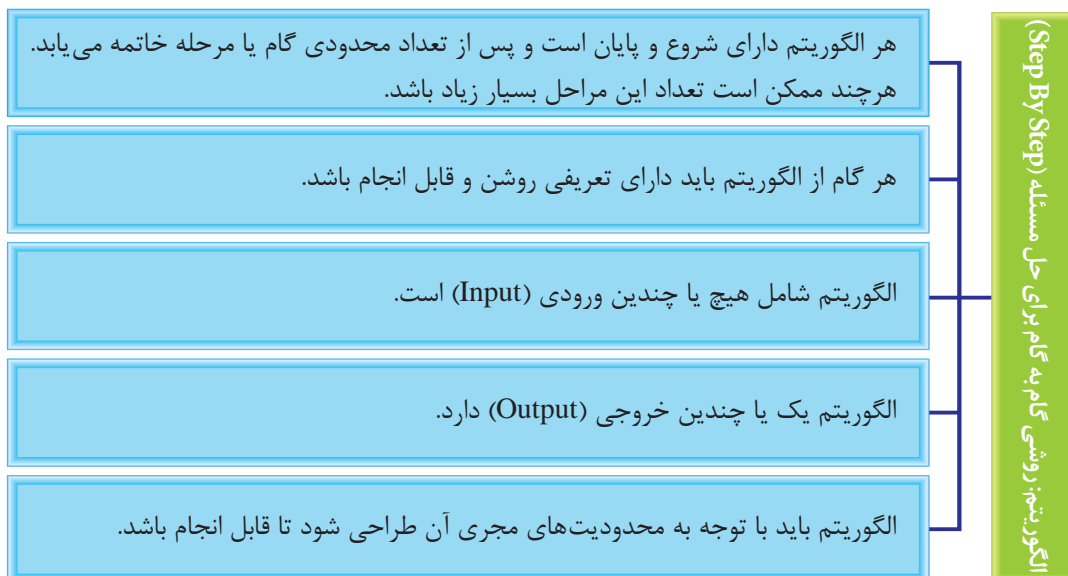 الگوریتم: روشی گام به گام برای حل مسئله (Step By Step)
هر الگوریتم دارای شروع و پایان است و پس از تعداد محدودی گام یا مرحله خاتمه می‌یابد.
هرچند ممکن است تعداد این مراحل بسیار زیاد باشد.
هر گام از الگوریتم باید دارای تعریفی روشن و قابل انجام باشد.
الگوریتم شامل هیچ یا چندین ورودی (Input) است.
الگوریتم یک یا چندین خروجی (Output) دارد.
الگوریتم باید با توجه به محدودیت‌های مجری آن طراحی شود تا قابل انجام باشد.